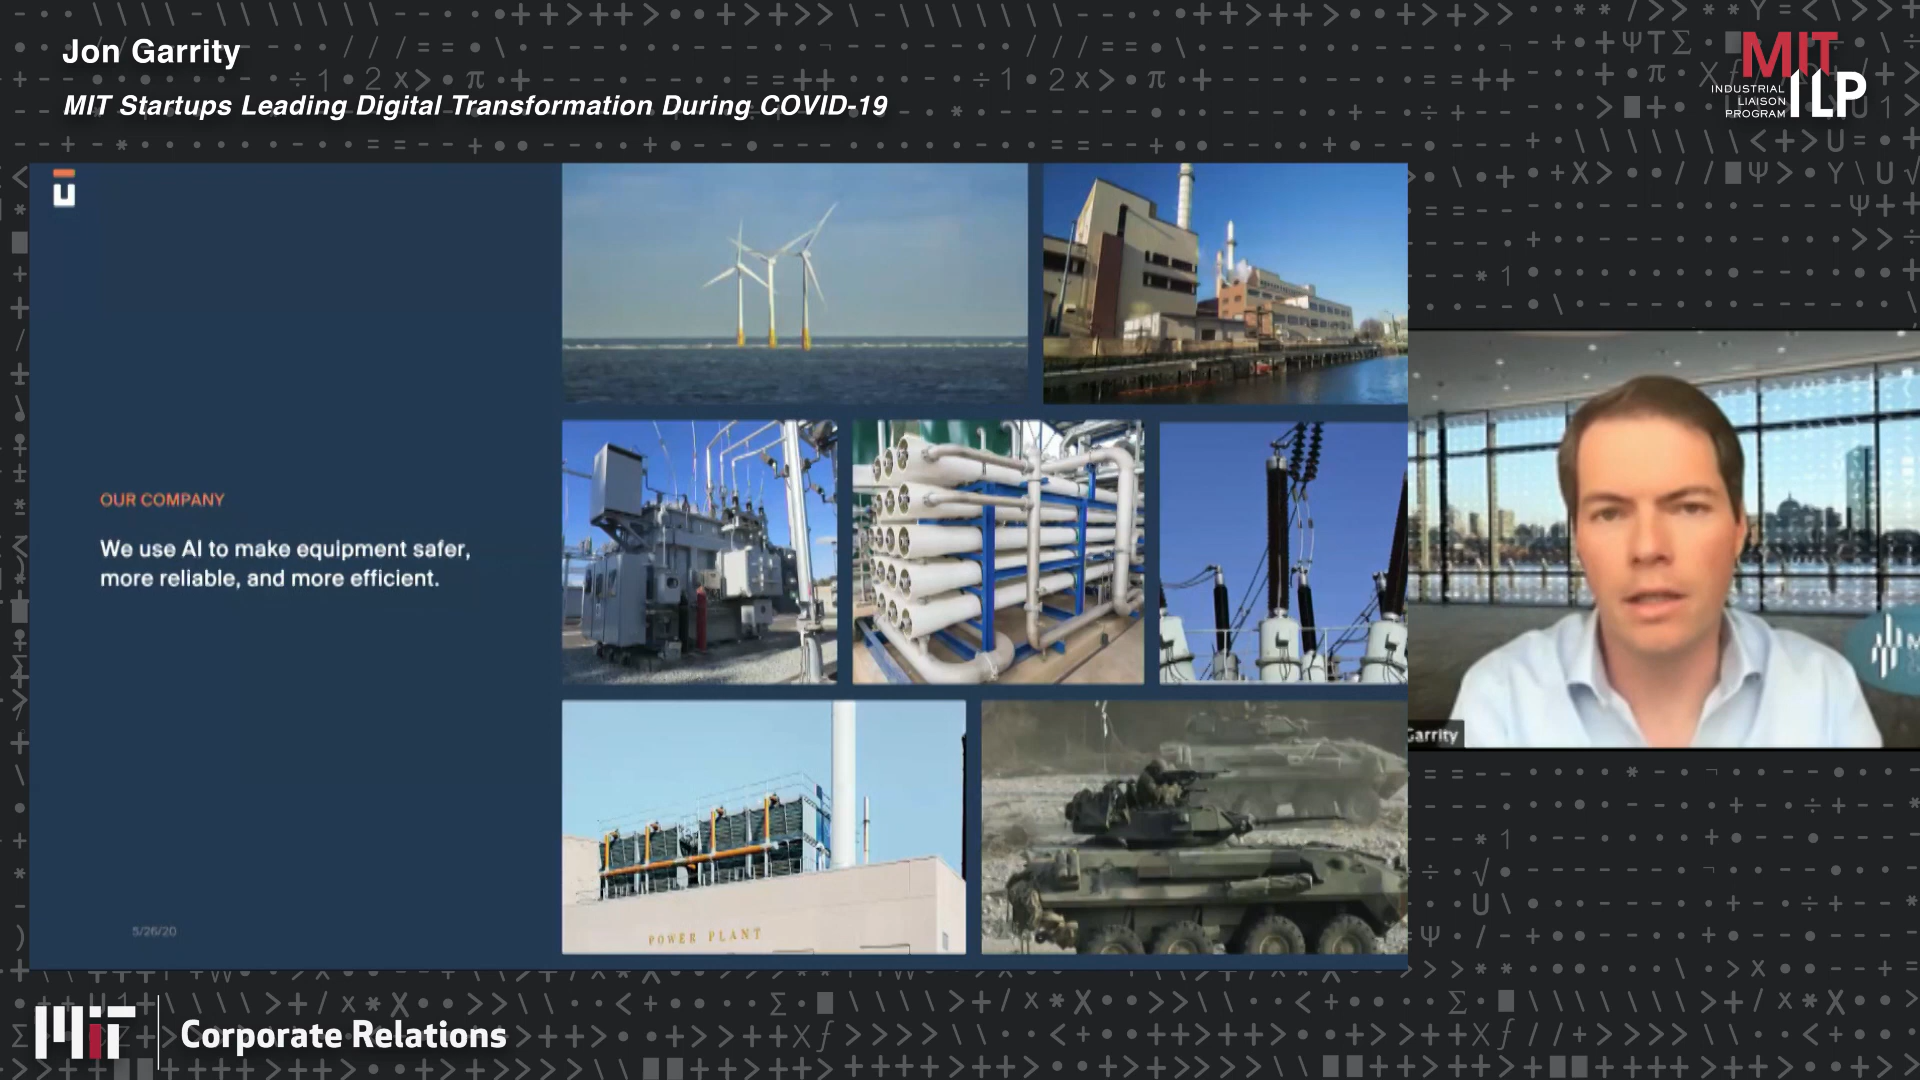 Jon Garrity
MIT Startups Leading Digital Transformation During COVID-19
MIT
INDUSTRIAL
LIAISON
PROGRAM
ILP
OUR COMPANY
We use AI to make equipment safer,
more reliable, and more efficient.
5/26/20
POWER PLANT
Garrity
MIT
Corporate Relations